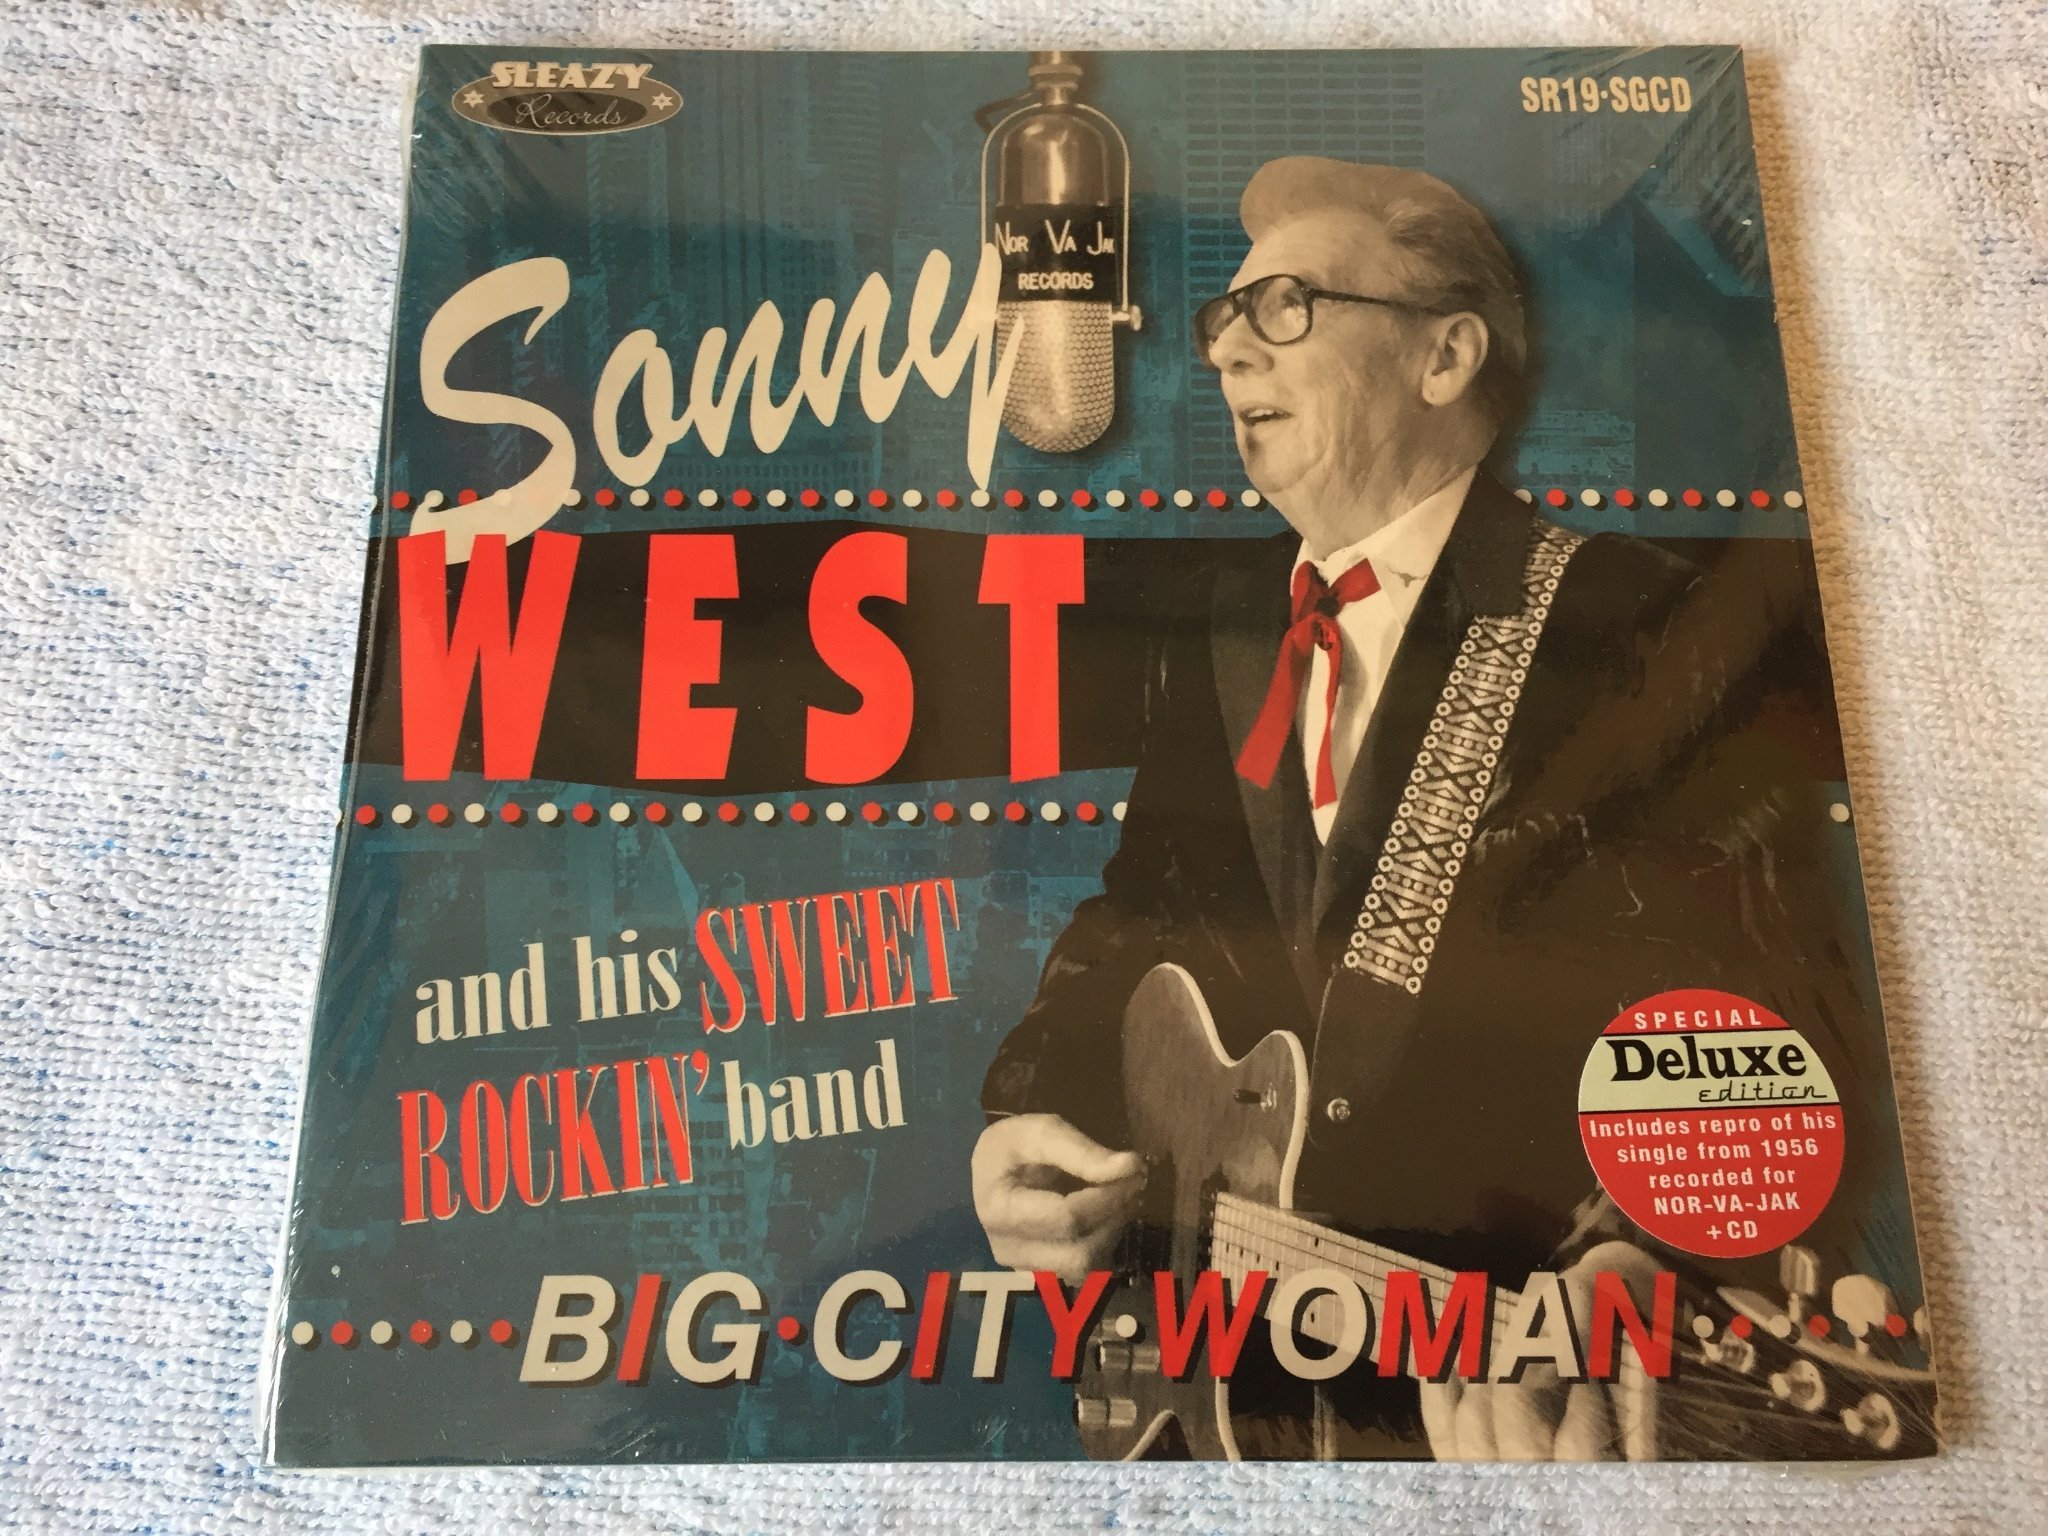 SLEAZY
Records
SR19·SGCD
NOR VA JAK
RECORDS
Sonny
WEST
and his SWEET
ROCKIN' band
SPECIAL
Deluxe
edition
Includes repro of his
single from 1956
recorded for
NOR-VA-JAK
+CD
BIG·CITY·WOMAN